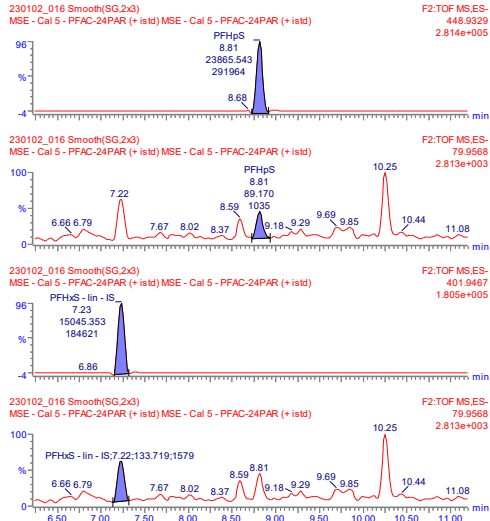 230102_016 Smooth(SG,2x3)
MSE - Cal 5 - PFAC-24PAR (+ istd) MSE - Cal 5 - PFAC-24PAR (+ istd)
F2:TOF MS,ES-
448.9329
2.814e+005
PFHpS
8.81
23865.543
291964
8.68
96
%
-4
min
230102_016 Smooth(SG,2x3)
MSE - Cal 5 - PFAC-24PAR (+ istd) MSE - Cal 5 - PFAC-24PAR (+ istd)
F2:TOF MS,ES-
79.9568
2.813e+003
PFHpS
8.81
89.170
1035
100
%
0
6.66 6.79 7.22 7.67 8.02 8.37 8.59 9.18 9.29 9.69 9.85 10.25 10.44 11.08
min
230102_016 Smooth(SG,2x3)
MSE - Cal 5 - PFAC-24PAR (+ istd) MSE - Cal 5 - PFAC-24PAR (+ istd)
F2:TOF MS,ES-
401.9467
1.805e+005
PFHxS - lin - IS
7.23
15045.353
184621
6.86
96
%
-4
min
230102_016 Smooth(SG,2x3)
MSE - Cal 5 - PFAC-24PAR (+ istd) MSE - Cal 5 - PFAC-24PAR (+ istd)
F2:TOF MS,ES-
79.9568
2.813e+003
PFHxS - lin - IS;7.22;133.719;1579
100
%
0
6.66 6.79 7.67 8.02 8.37 8.59 8.81 9.18 9.29 9.69 9.85 10.25 10.44 11.08
min
6.50 7.00 7.50 8.00 8.50 9.00 9.50 10.00 10.50 11.00